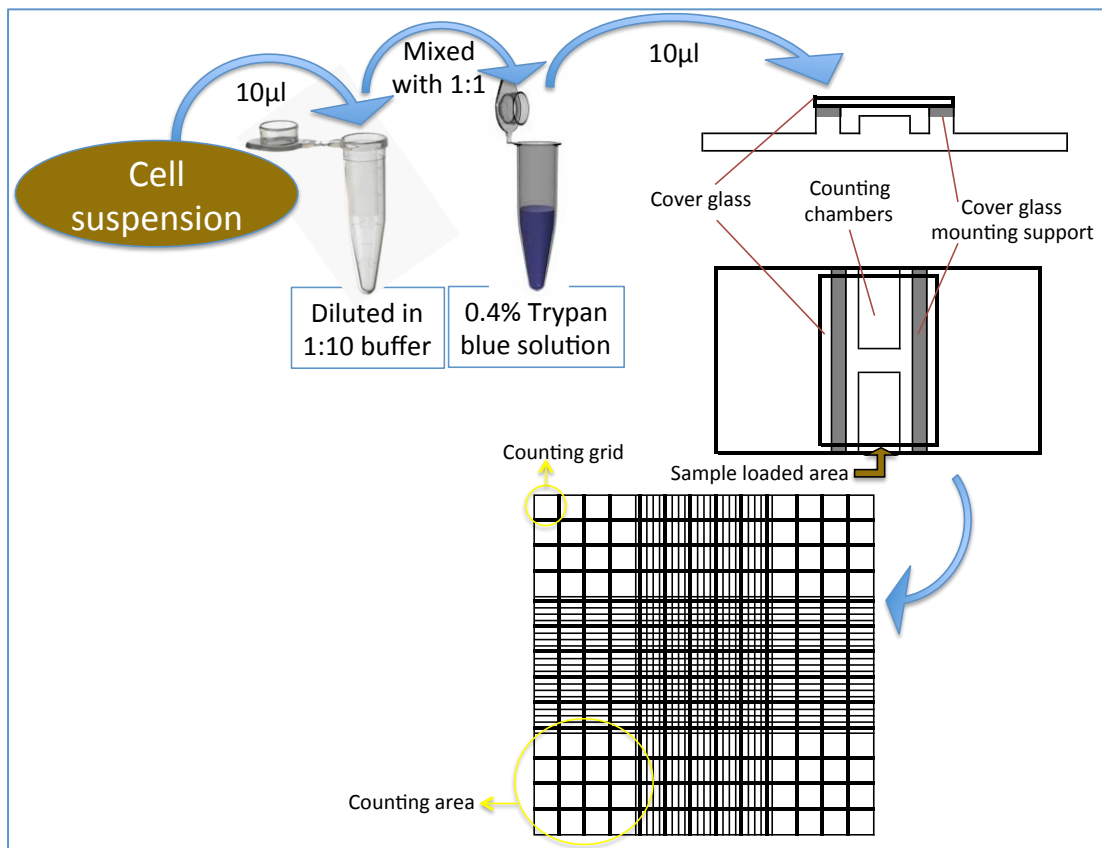 10µl
Mixed
with 1:1
10µl
Cell
suspension
Diluted in
1:10 buffer
0.4% Trypan
blue solution
Cover glass
Counting
chambers
Cover glass
mounting support
Sample loaded area
Counting grid
Counting area